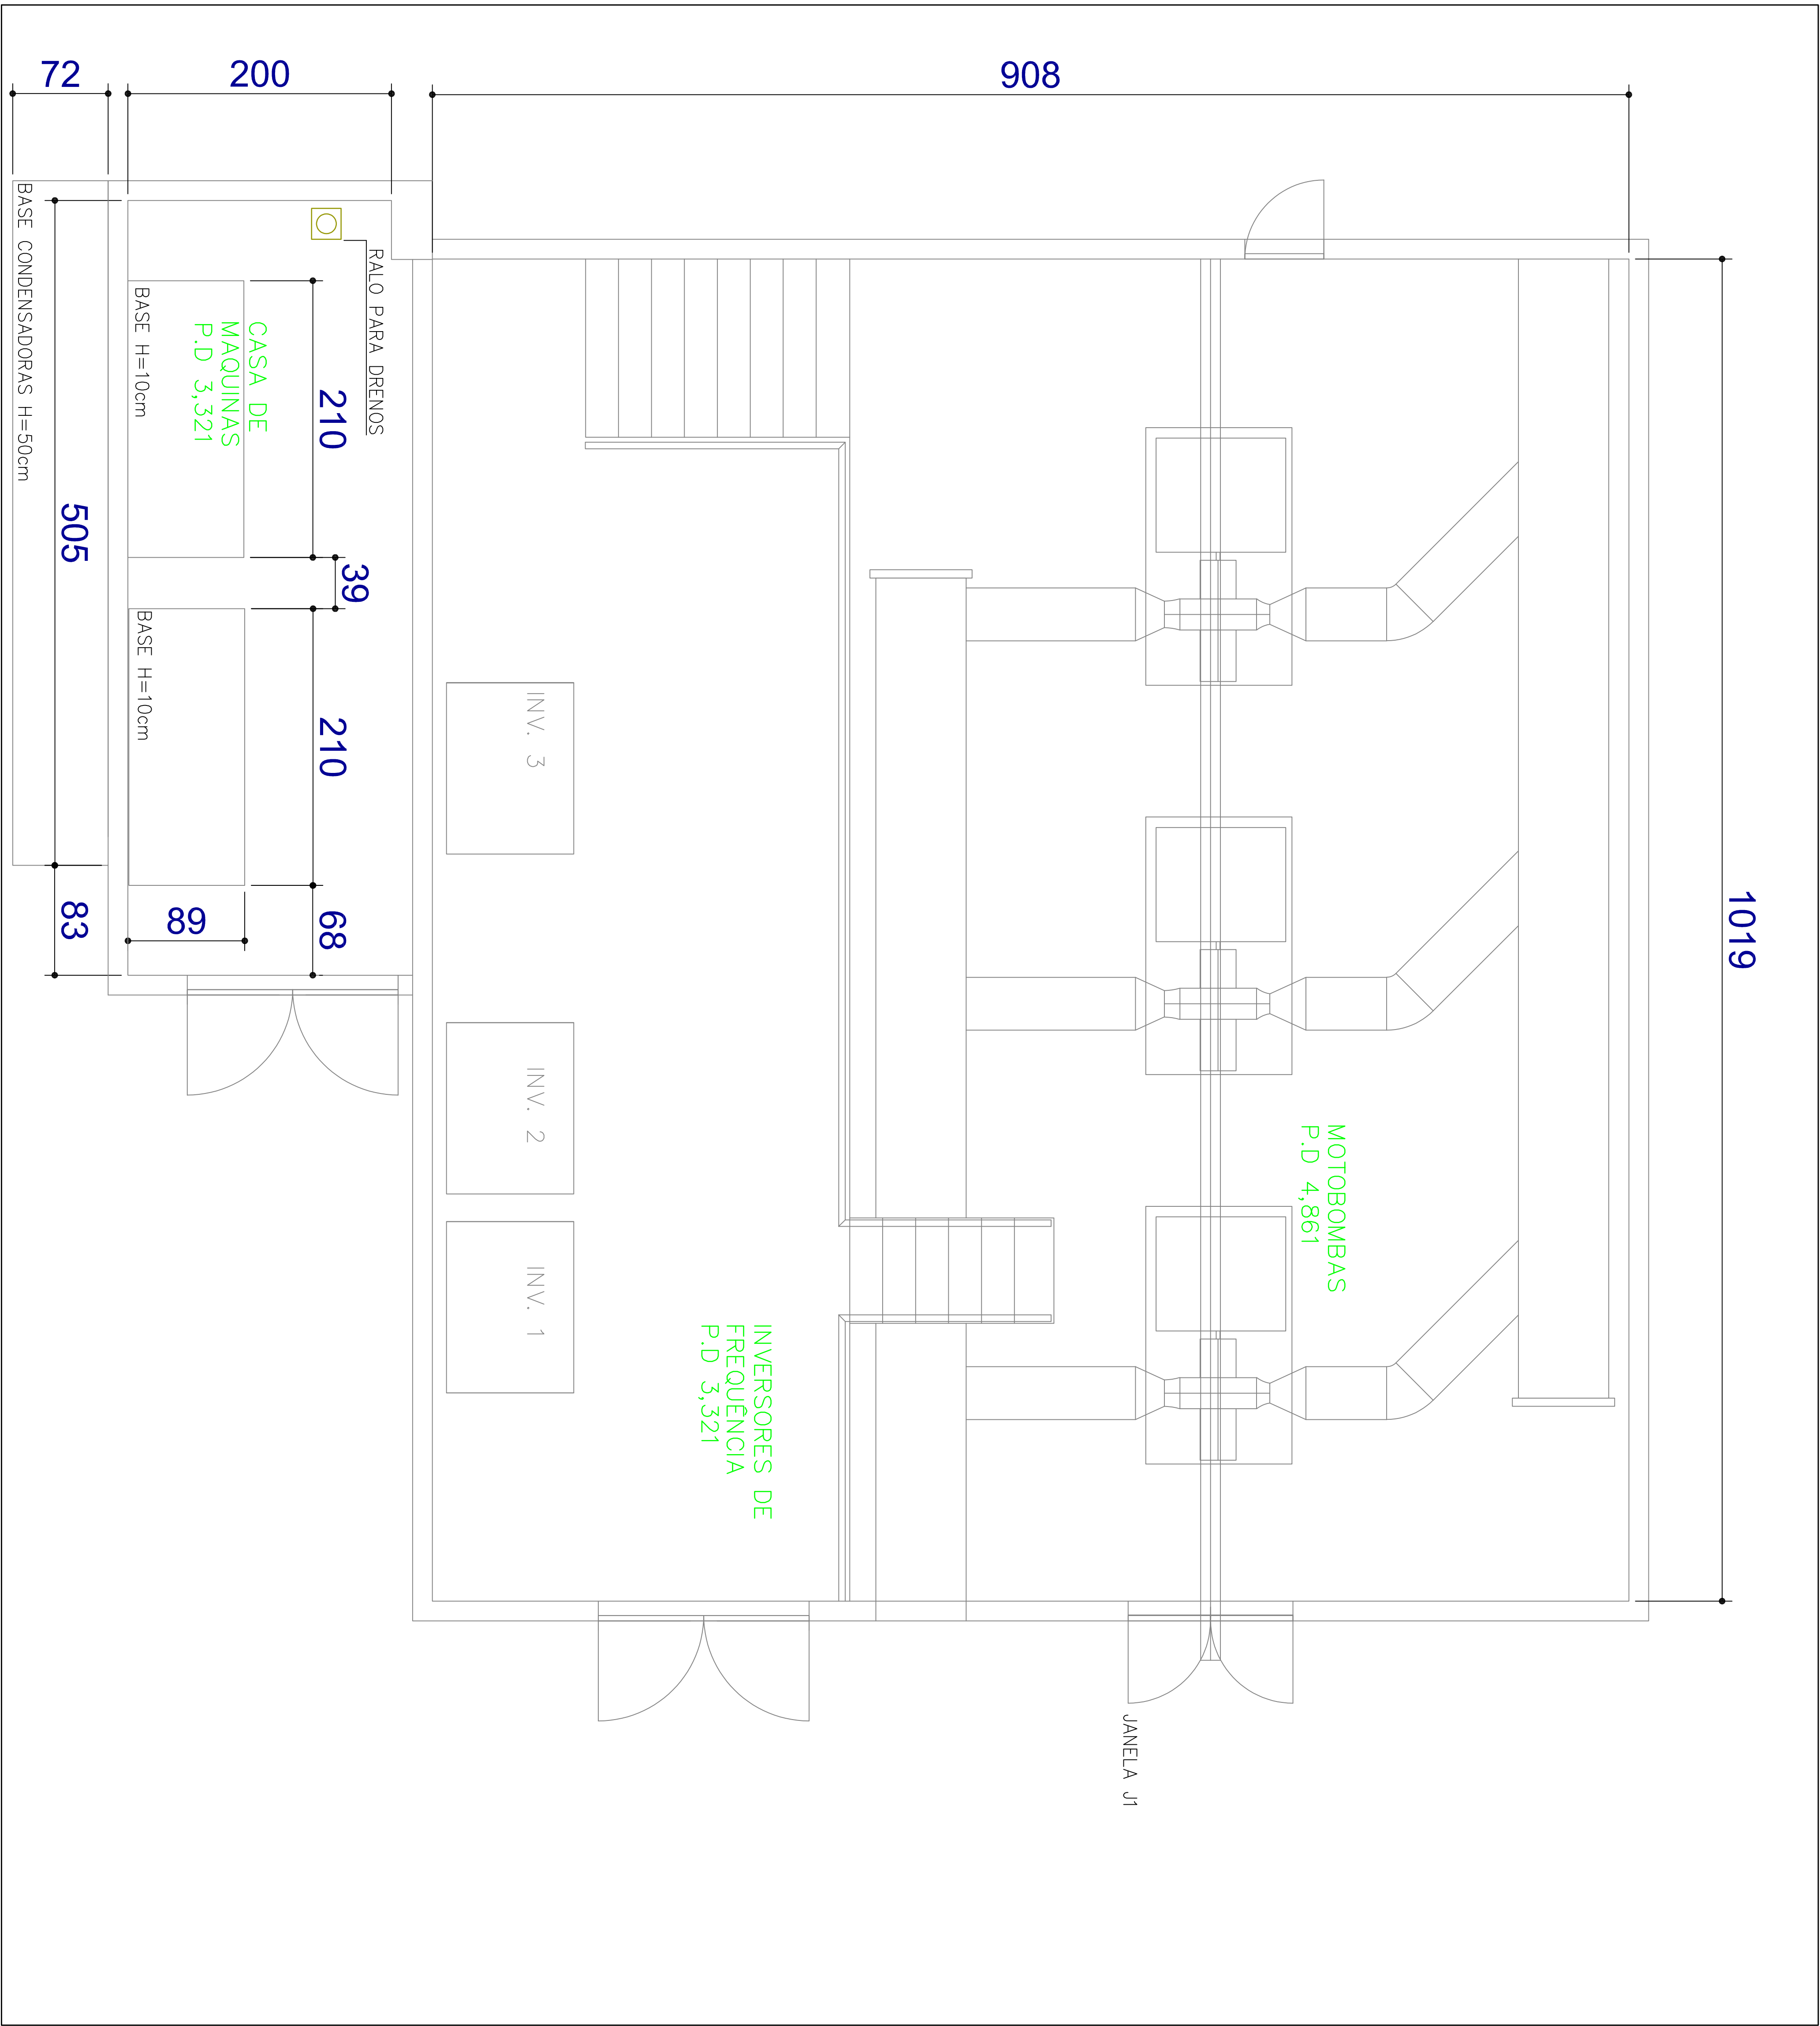 72
200
908
1019
BASE CONDENSADORAS H=50cm
505
83
BASE H=10cm
BASE H=10cm
CASA DE
MAQUINAS
P.D 3,321
RALO PARA DRENOS
210
39
210
68
89
INV. 3
INV. 2
INV. 1
INVERSORES DE
FREQUÊNCIA
P.D 3,321
MOTOBOMBAS
P.D 4,861
JANELA J1